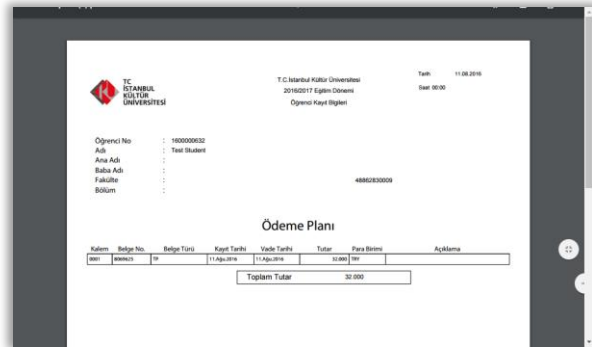 TC
İSTANBUL
KÜLTÜR
ÜNİVERSİTESİ
T.C.İstanbul Kültür Üniversitesi
2016/2017 Eğitim Dönemi
Öğrenci Kayıt Bilgileri
Tarih 11.08.2016
Saat 00:00
Öğrenci No : 1600000632
Adı : Test Student
Ana Adı :
Baba Adı :
Fakülte : 48862830009
Bölüm :
Ödeme Planı
Kalem Belge No. Belge Türü Kayıt Tarihi Vade Tarihi Tutar Para Birimi Açıklama
0001 TP 11.Ağu.2016 11.Ağu.2016 32.000 TRY
Toplam Tutar 32.000